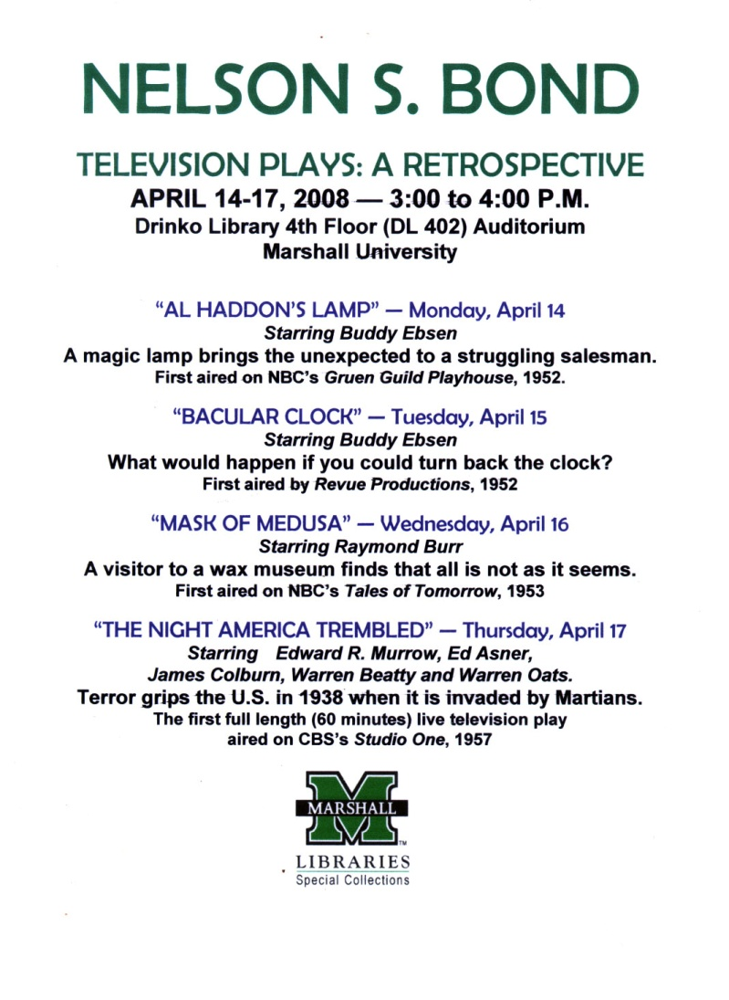 NELSON S. BOND
TELEVISION PLAYS: A RETROSPECTIVE
APRIL 14-17, 2008 — 3:00 to 4:00 P.M.
Drinko Library 4th Floor (DL 402) Auditorium
Marshall University
“AL HADDON’S LAMP” — Monday, April 14
Starring Buddy Ebsen
A magic lamp brings the unexpected to a struggling salesman.
First aired on NBC’s Gruen Guild Playhouse, 1952.
“BACULAR CLOCK” — Tuesday, April 15
Starring Buddy Ebsen
What would happen if you could turn back the clock?
First aired by Revue Productions, 1952
“MASK OF MEDUSA” — Wednesday, April 16
Starring Raymond Burr
A visitor to a wax museum finds that all is not as it seems.
First aired on NBC’s Tales of Tomorrow, 1953
“THE NIGHT AMERICA TREMBLED” — Thursday, April 17
Starring Edward R. Murrow, Ed Asner,
James Colburn, Warren Beatty and Warren Oats.
Terror grips the U.S. in 1938 when it is invaded by Martians.
The first full length (60 minutes) live television play
aired on CBS’s Studio One, 1957
M
MARSHALL
TM
LIBRARIES
Special Collections